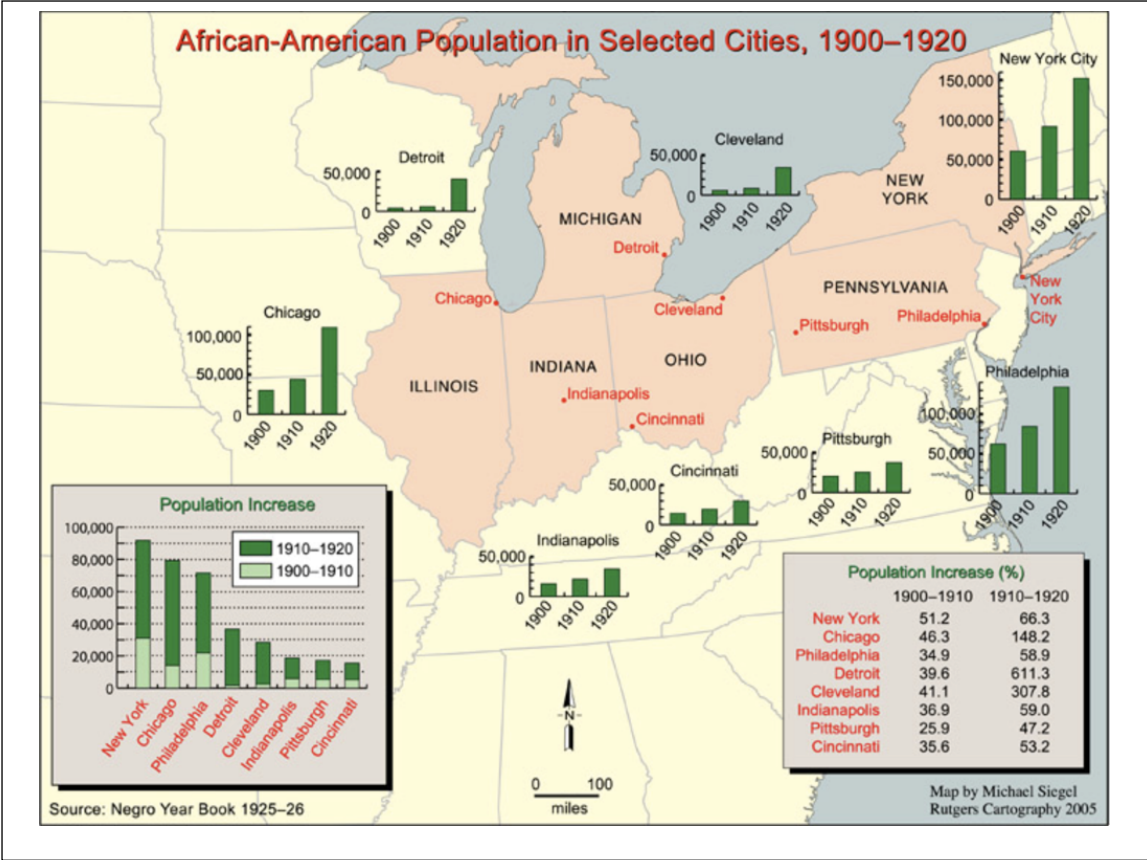 African-American Population in Selected Cities, 1900–1920
New York City
150,000
100,000
50,000
0
1900
1910
1920
Detroit
50,000
0
1900
1910
1920
Cleveland
50,000
0
1900
1910
1920
NEW
YORK
MICHIGAN
Detroit
Chicago
Cleveland
PENNSYLVANIA
Pittsburgh
Philadelphia
New
York
City
Chicago
100,000
50,000
0
1900
1910
1920
ILLINOIS
INDIANA
OHIO
Indianapolis
Cincinnati
Philadelphia
100,000
50,000
0
1900
1910
1920
Pittsburgh
50,000
0
1900
1910
1920
Cincinnati
50,000
0
1900
1910
1920
Indianapolis
50,000
0
1900
1910
1920
Population Increase
100,000
80,000
60,000
40,000
20,000
0
1910–1920
1900–1910
New York
Chicago
Philadelphia
Detroit
Cleveland
Indianapolis
Pittsburgh
Cincinnati
Population Increase (%)
1900–1910 1910–1920
New York 51.2 66.3
Chicago 46.3 148.2
Philadelphia 34.9 58.9
Detroit 39.6 611.3
Cleveland 41.1 307.8
Indianapolis 36.9 59.0
Pittsburgh 25.9 47.2
Cincinnati 35.6 53.2
N
0 100
miles
Source: Negro Year Book 1925–26
Map by Michael Siegel
Rutgers Cartography 2005